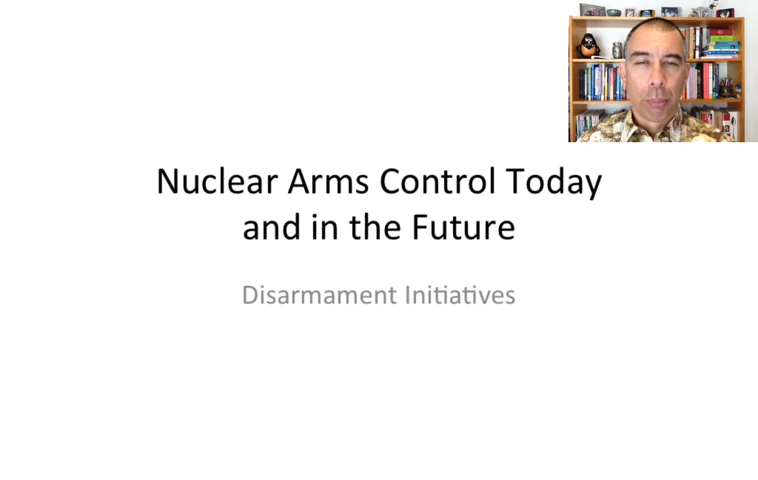 Nuclear Arms Control Today
and in the Future
Disarmament Initiatives